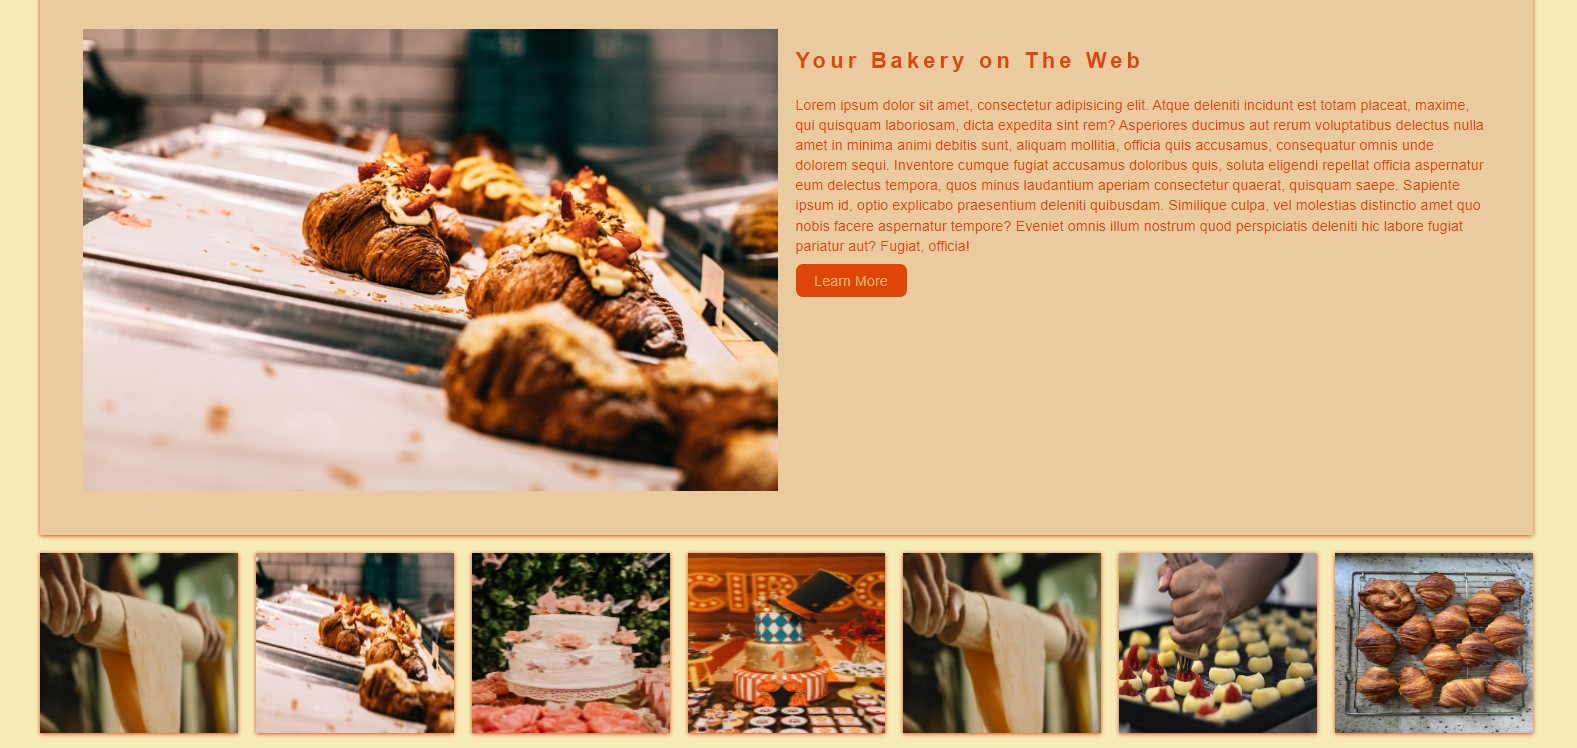 Your Bakery on The Web
Lorem ipsum dolor sit amet, consectetur adipisicing elit. Atque deleniti incidunt est totam placeat, maxime,
qui quisquam laboriosam, dicta expedita sint rem? Asperiores ducimus aut rerum voluptatibus delectus nulla
amet in minima animi debitis sunt, aliquam mollitia, officia quis accusamus, consequatur omnis unde
dolorem sequi. Inventore cumque fugiat accusamus doloribus quis, soluta eligendi repellat officia aspernatur
eum delectus tempora, quos minus laudantium aperiam consectetur quaerat, quisquam saepe. Sapiente
ipsum id, optio explicabo praesentium deleniti quibusdam. Similique culpa, vel molestias distinctio amet quo
nobis facere aspernatur tempore? Eveniet omnis illum nostrum quod perspiciatis deleniti hic labore fugiat
pariatur aut? Fugiat, officia!
Learn More